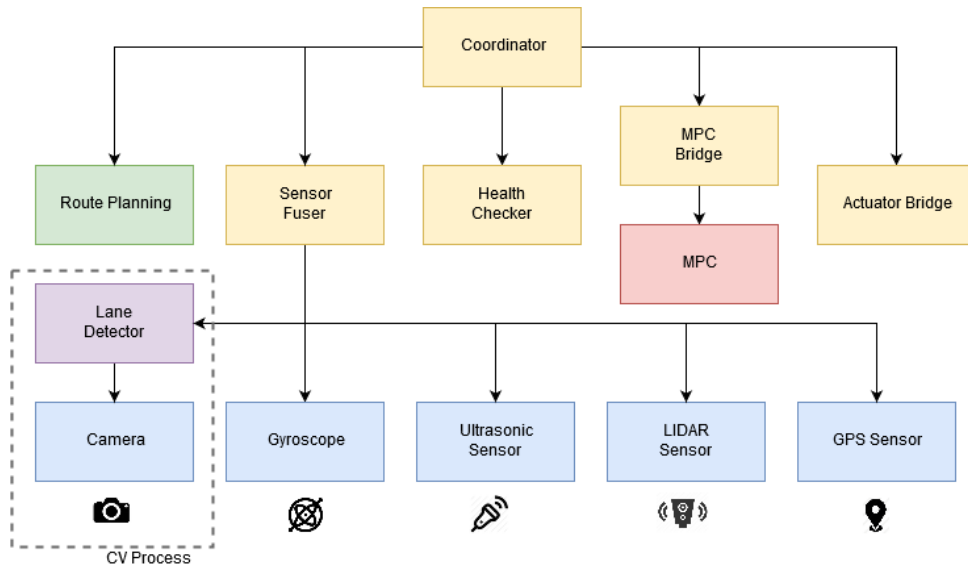 Coordinator
MPC
Bridge
Route Planning
Sensor
Fuser
Health
Checker
Actuator Bridge
MPC
Lane
Detector
Camera
Gyroscope
Ultrasonic
Sensor
LIDAR
Sensor
GPS Sensor
CV Process